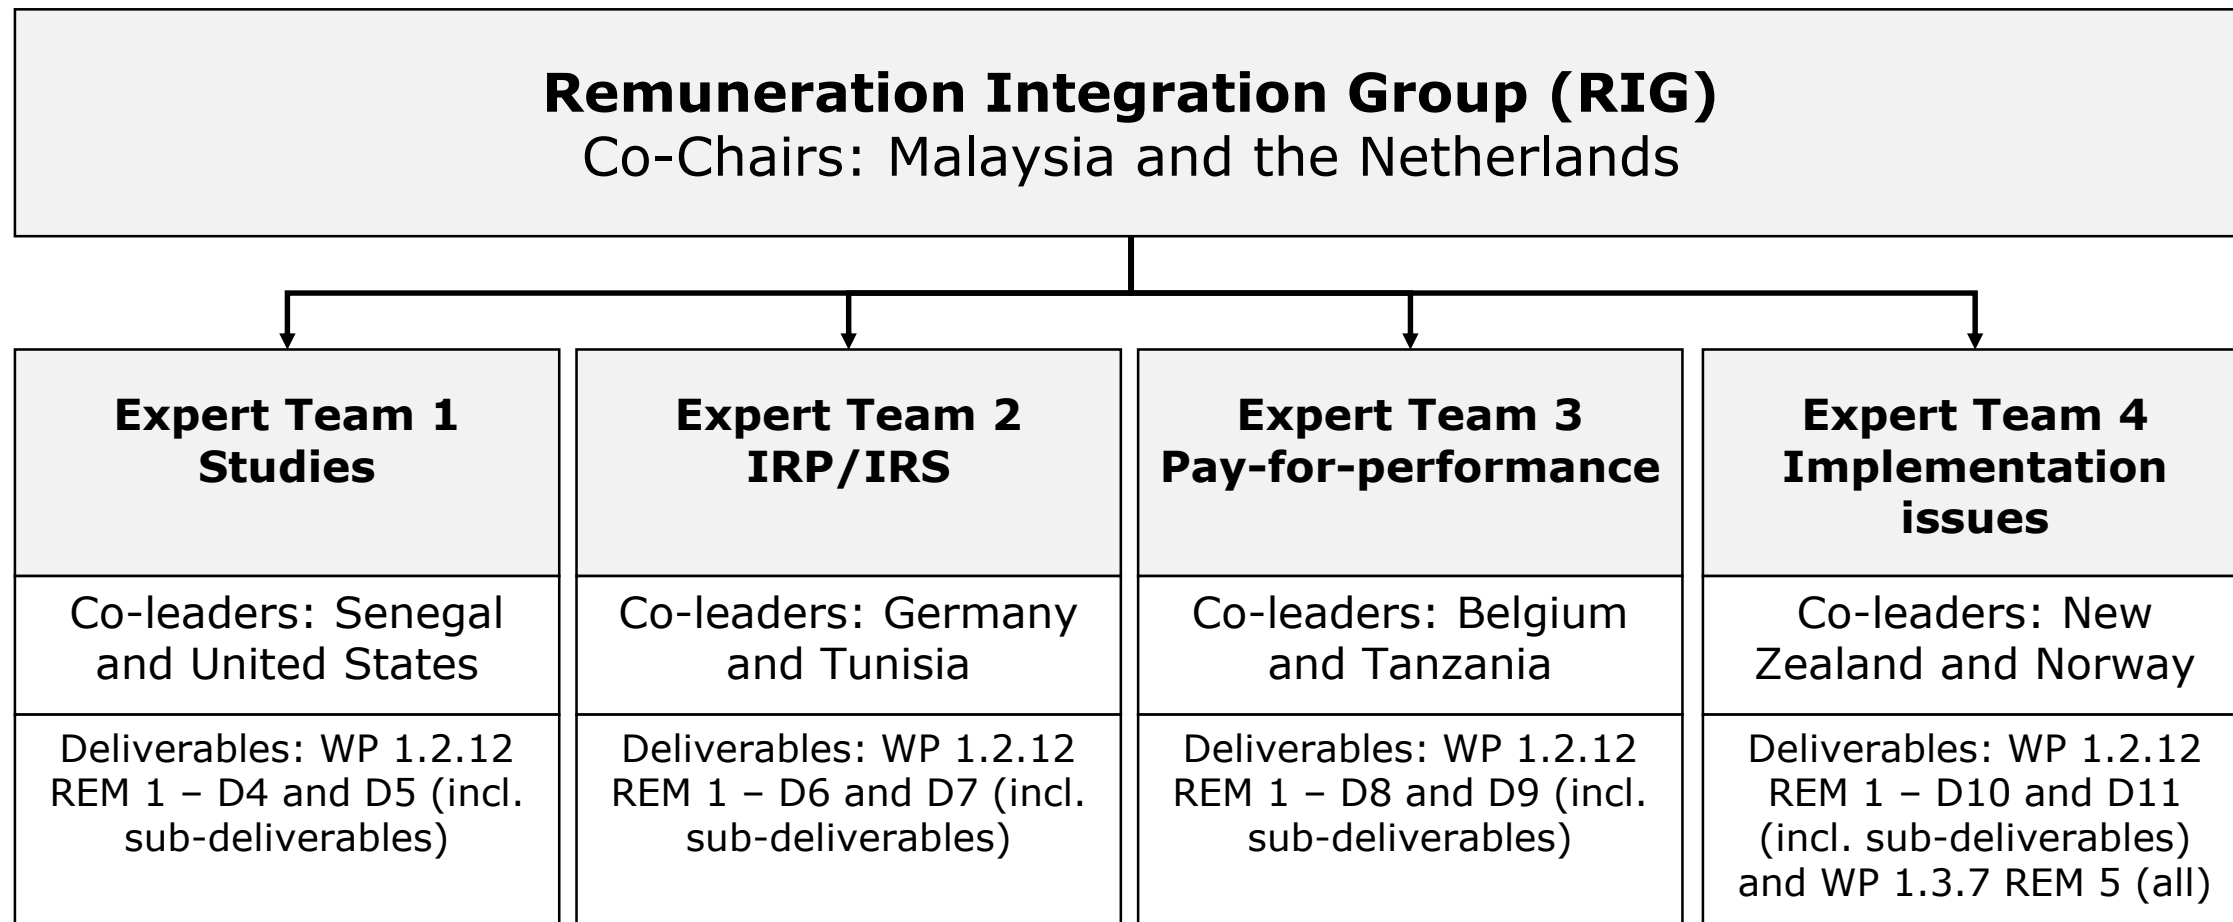 Remuneration Integration Group (RIG)
Co-Chairs: Malaysia and the Netherlands
Expert Team 1
Studies
Co-leaders: Senegal
and United States
Deliverables: WP 1.2.12
REM 1 – D4 and D5 (incl.
sub-deliverables)
Expert Team 2
IRP/IRS
Co-leaders: Germany
and Tunisia
Deliverables: WP 1.2.12
REM 1 – D6 and D7 (incl.
sub-deliverables)
Expert Team 3
Pay-for-performance
Co-leaders: Belgium
and Tanzania
Deliverables: WP 1.2.12
REM 1 – D8 and D9 (incl.
sub-deliverables)
Expert Team 4
Implementation
issues
Co-leaders: New
Zealand and Norway
Deliverables: WP 1.2.12
REM 1 – D10 and D11
(incl. sub-deliverables)
and WP 1.3.7 REM 5 (all)